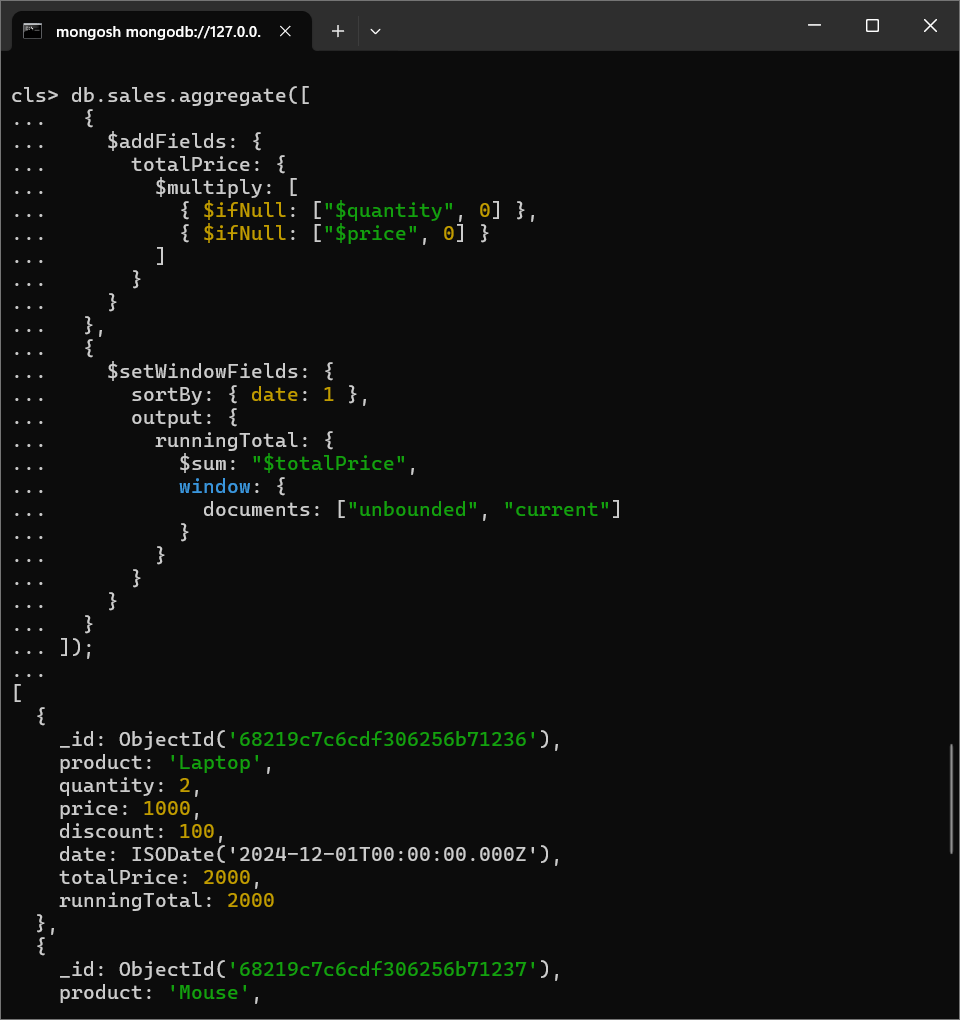 mongosh mongodb://127.0.0.
cls> db.sales.aggregate([
...   {
...     $addFields: {
...       totalPrice: {
...         $multiply: [
...           { $ifNull: ["$quantity", 0] },
...           { $ifNull: ["$price", 0] }
...         ]
...       }
...     }
...   },
...   {
...     $setWindowFields: {
...       sortBy: { date: 1 },
...       output: {
...         runningTotal: {
...           $sum: "$totalPrice",
...           window: {
...             documents: ["unbounded", "current"]
...           }
...         }
...       }
...     }
...   }
... ]);
...
[
  {
    _id: ObjectId('68219c7c6cdf306256b71236'),
    product: 'Laptop',
    quantity: 2,
    price: 1000,
    discount: 100,
    date: ISODate('2024-12-01T00:00:00.000Z'),
    totalPrice: 2000,
    runningTotal: 2000
  },
  {
    _id: ObjectId('68219c7c6cdf306256b71237'),
    product: 'Mouse',